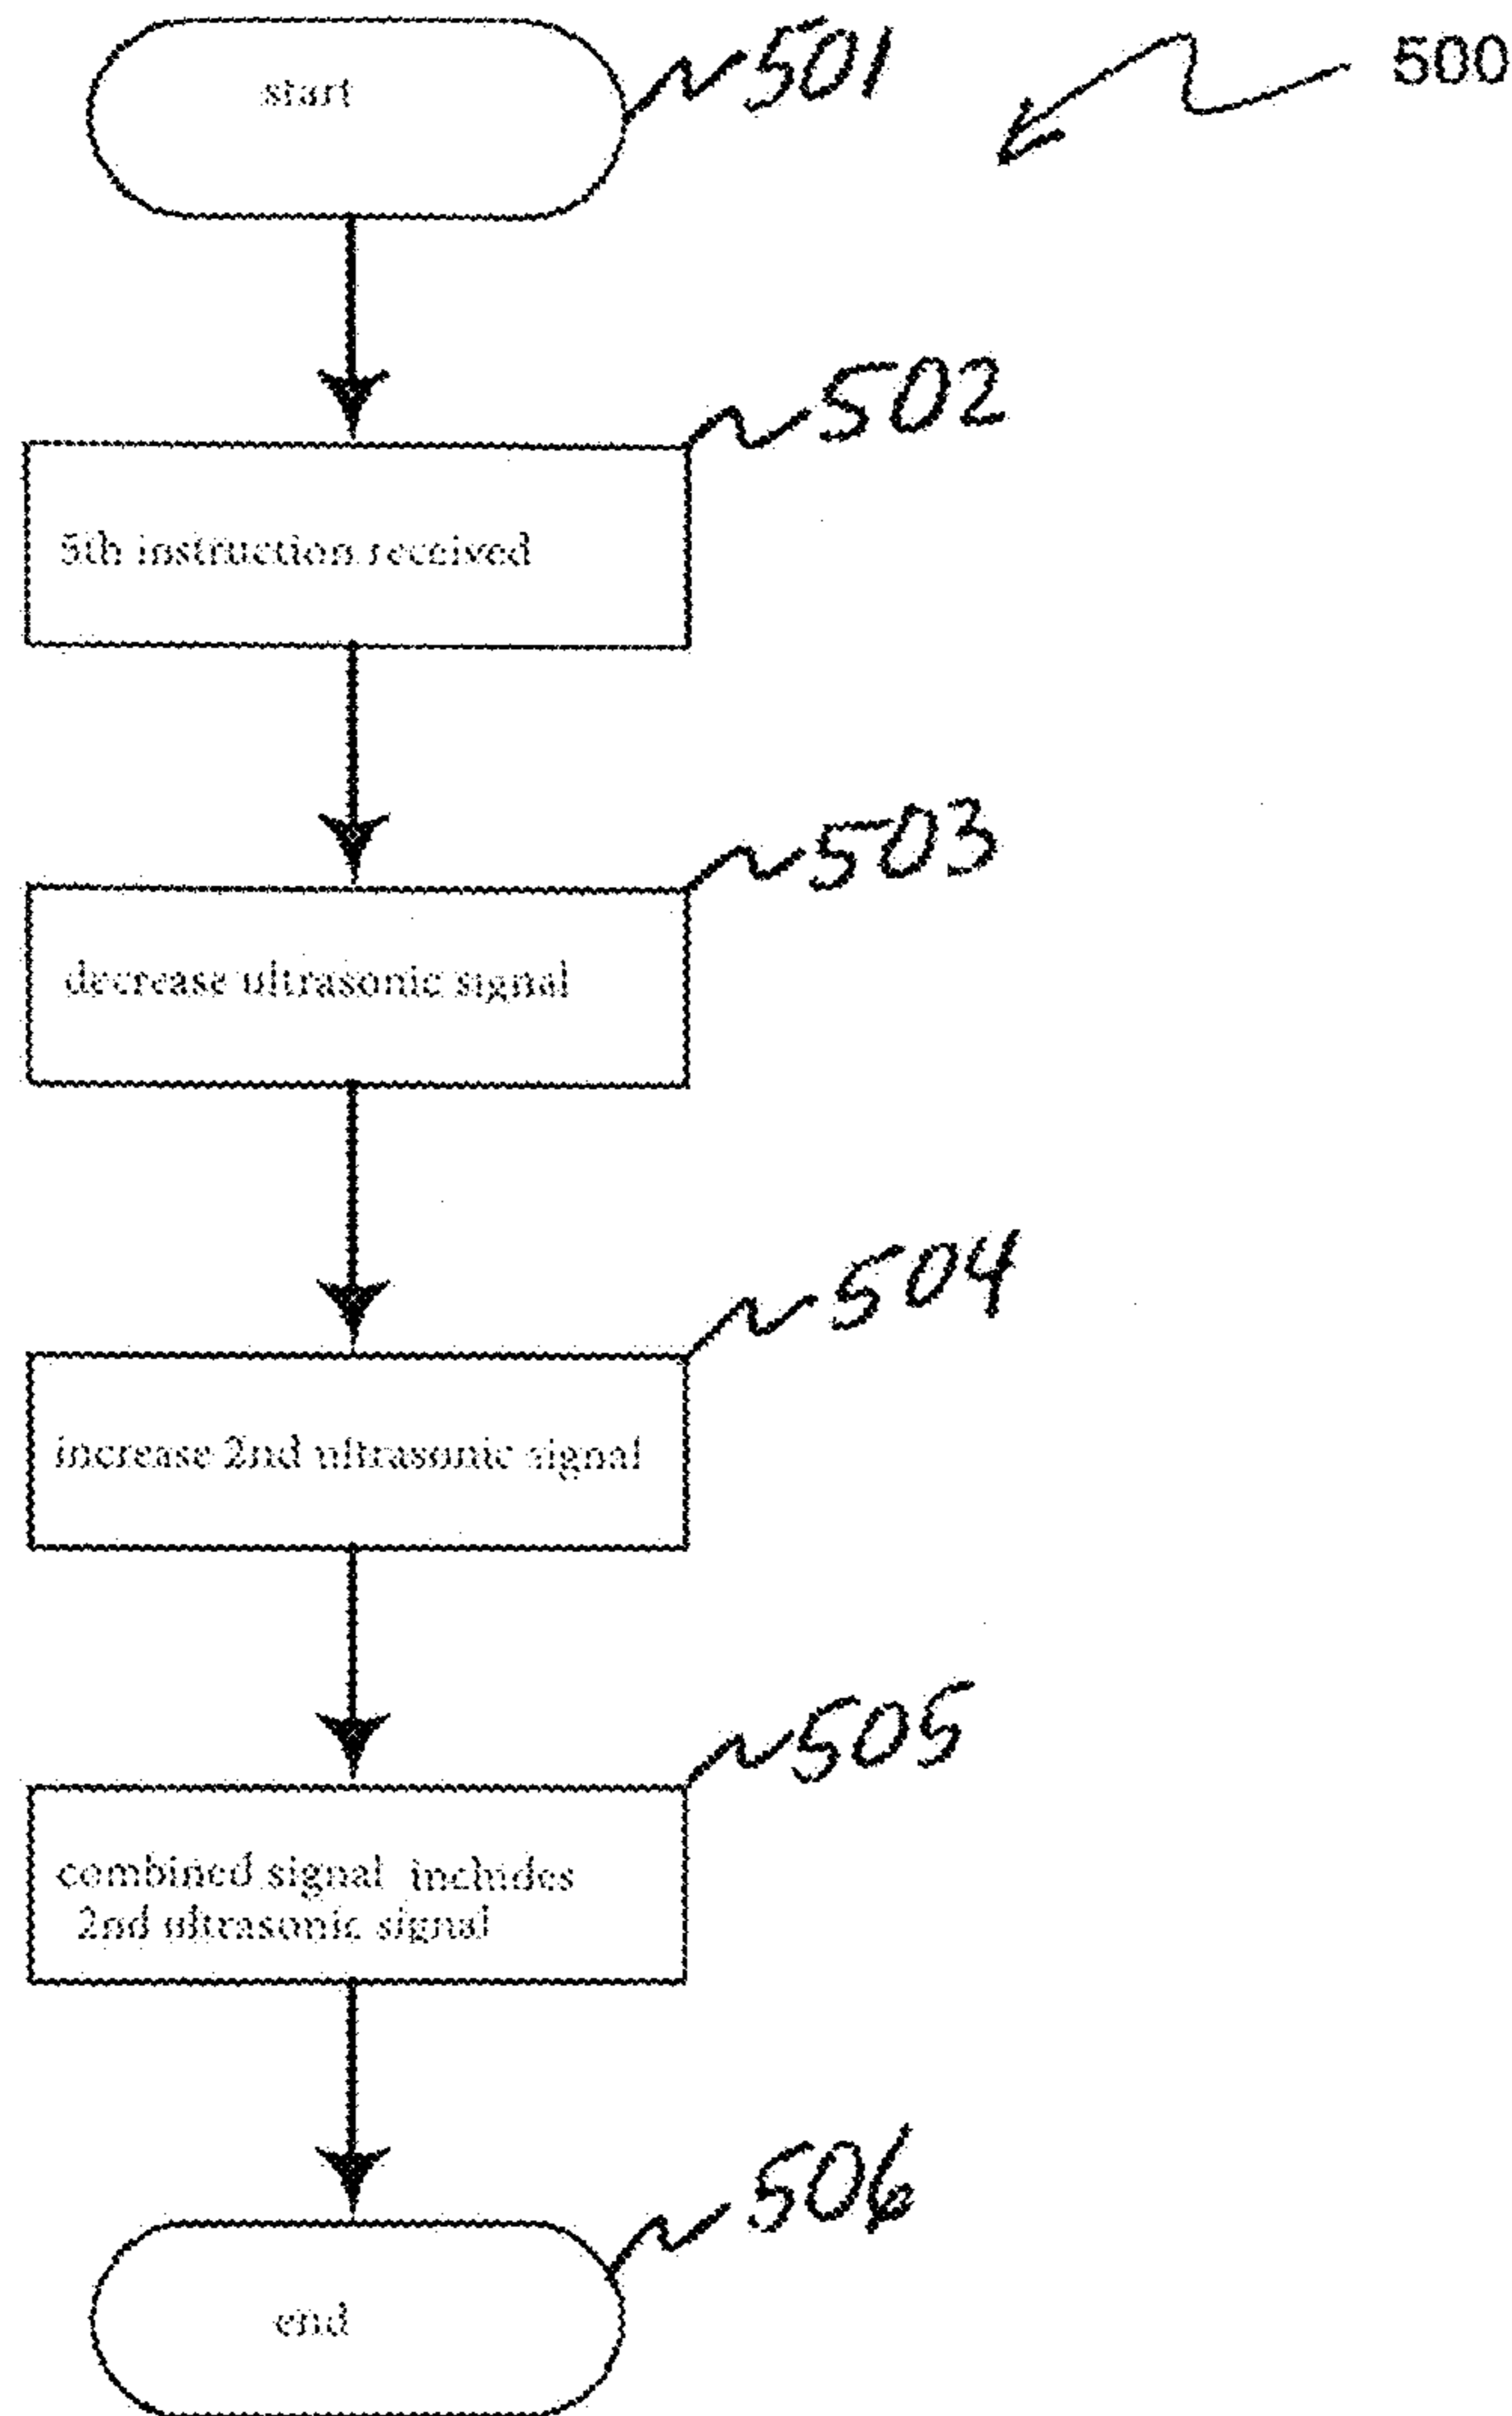 start
501
500
502
5th instruction received
503
decrease ultrasonic signal
504
increase 2nd ultrasonic signal
505
combined signal includes
2nd ultrasonic signal
506
end